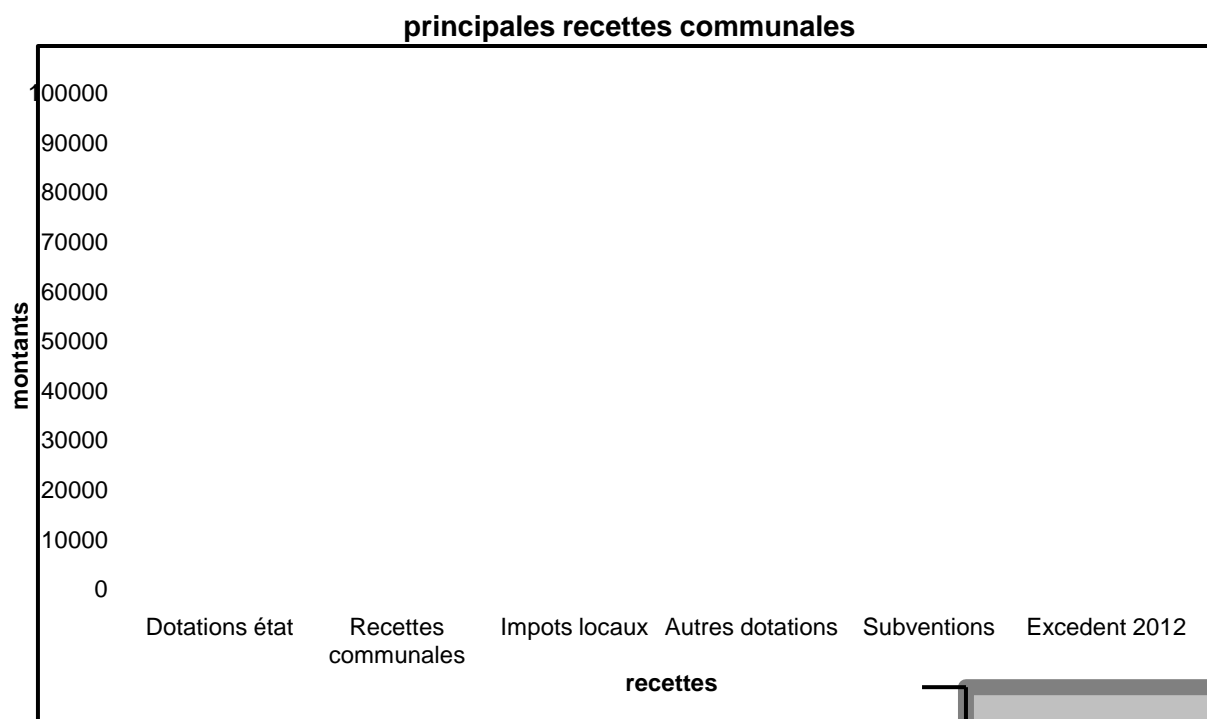 principales recettes communales
100000
90000
80000
70000
60000
50000
40000
30000
20000
10000
0
montants
Dotations état
Recettes
communales
Impots locaux
Autres dotations
Subventions
Excedent 2012
recettes